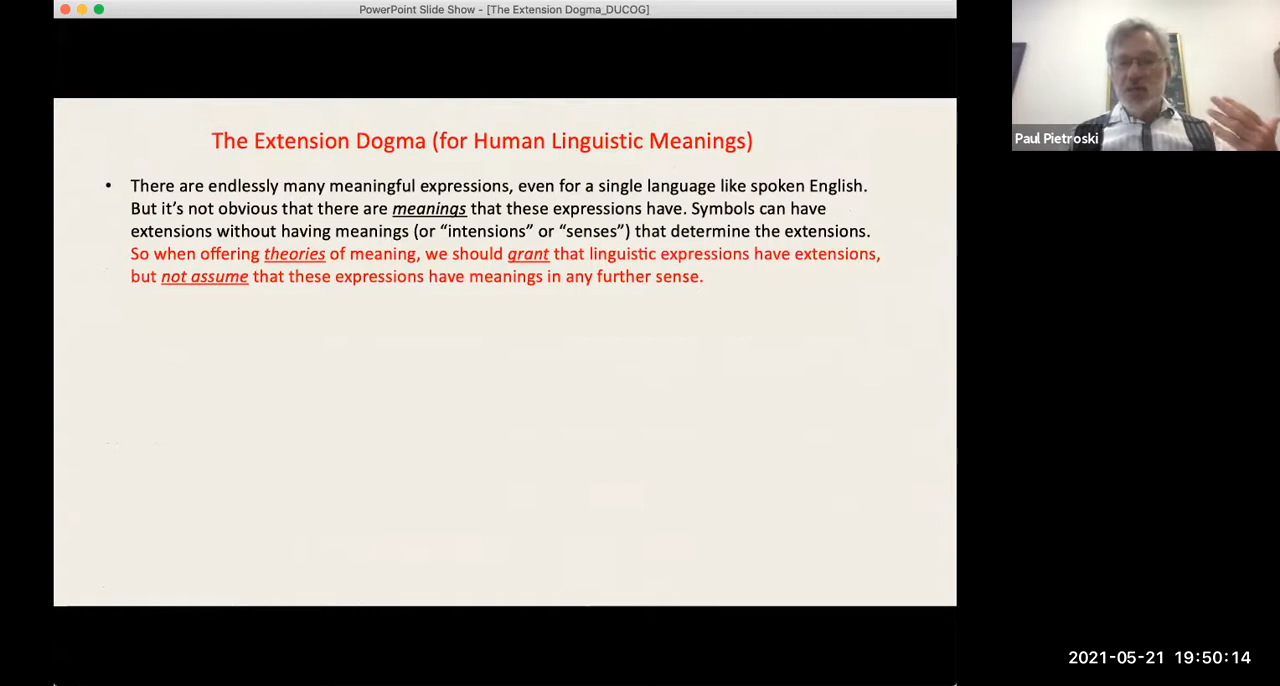 PowerPoint Slide Show - [The Extension Dogma_DUCOG]
The Extension Dogma (for Human Linguistic Meanings)
• There are endlessly many meaningful expressions, even for a single language like spoken English.
But it's not obvious that there are meanings that these expressions have. Symbols can have
extensions without having meanings (or “intensions” or “senses”) that determine the extensions.
So when offering theories of meaning, we should grant that linguistic expressions have extensions,
but not assume that these expressions have meanings in any further sense.
Paul Pietroski
2021-05-21 19:50:14